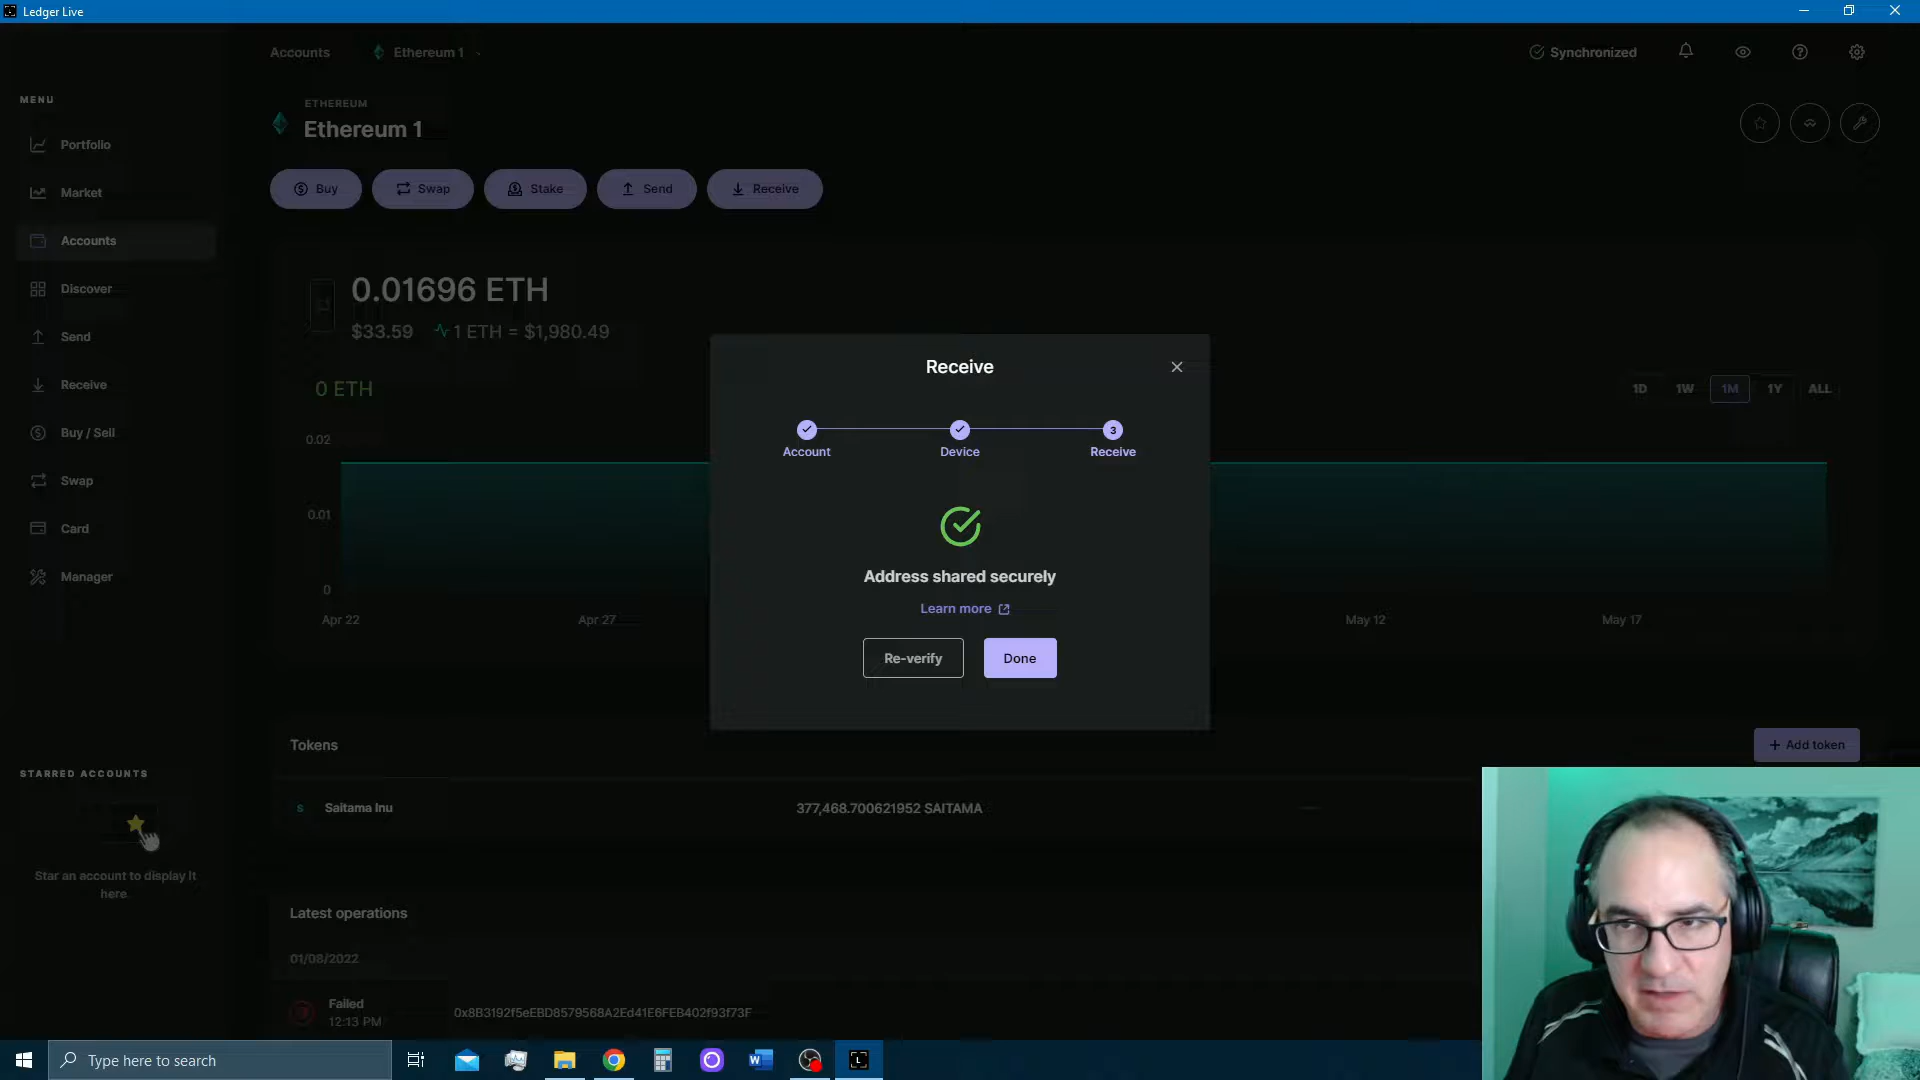 Ledger Live
Accounts
Ethereum 1
Synchronized
MENU
ETHEREUM
Ethereum 1
Portfolio
Market
Accounts
Discover
Send
Receive
Buy / Sell
Swap
Card
Manager
Buy
Swap
Stake
Send
Receive
0.01696 ETH
$33.59
1 ETH = $1,980.49
0 ETH
1D
1W
1M
1Y
ALL
0.02
0.01
0
Apr 22
Apr 27
May 12
May 17
Receive
Account
Device
3
Receive
Address shared securely
Learn more
Re-verify
Done
Tokens
+ Add token
STARRED ACCOUNTS
S
Saitama Inu
377,468.700621952 SAITAMA
Star an account to display it
here
Latest operations
01/08/2022
Failed
12:13 PM
0x8B3192f5eEBD8579568A2Ed41E6FEB402f93f73F
Type here to search